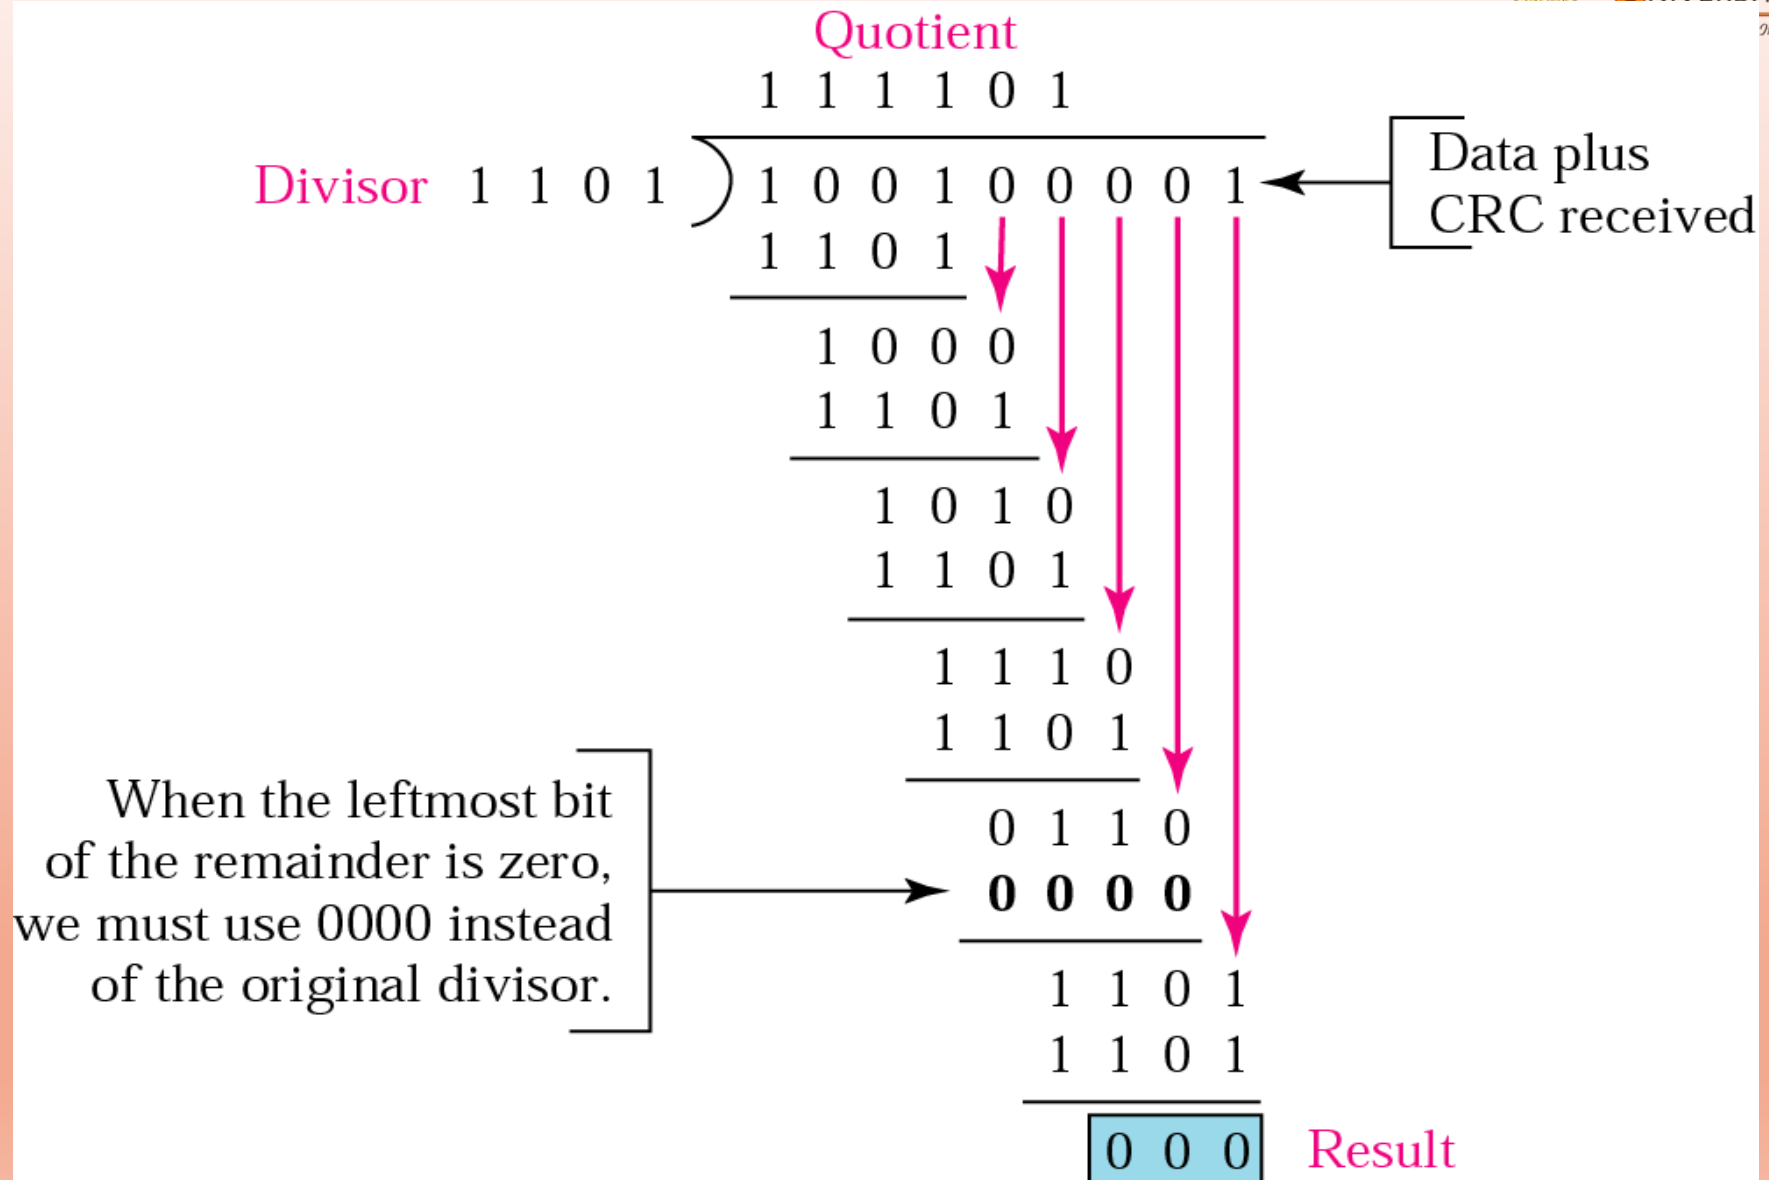 Quotient
1 1 1 1 0 1
Divisor 1 1 0 1 1 0 0 1 0 0 0 0 1
Data plus
CRC received
1 1 0 1
1 0 0 0
1 1 0 1
1 0 1 0
1 1 0 1
1 1 1 0
1 1 0 1
When the leftmost bit
of the remainder is zero,
we must use 0000 instead
of the original divisor.
0 1 1 0
0 0 0 0
1 1 0 1
1 1 0 1
0 0 0 Result